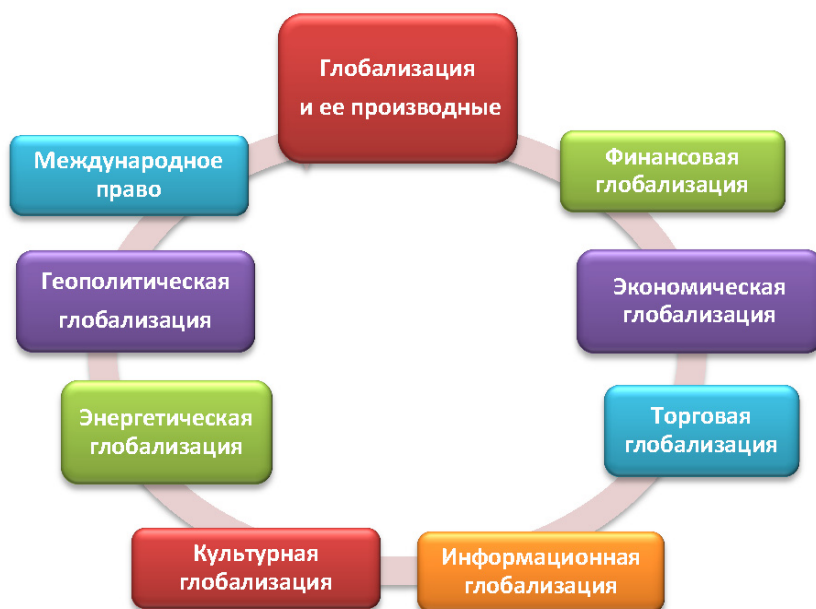 Глобализация
и ее производные
Финансовая
глобализация
Экономическая
глобализация
Торговая
глобализация
Информационная
глобализация
Культурная
глобализация
Энергетическая
глобализация
Геополитическая
глобализация
Международное
право